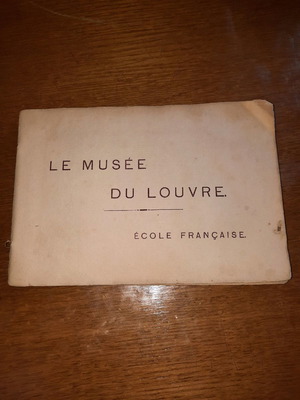 LE MUSÉE
DU LOUVRE.
ÉCOLE FRANÇAISE.